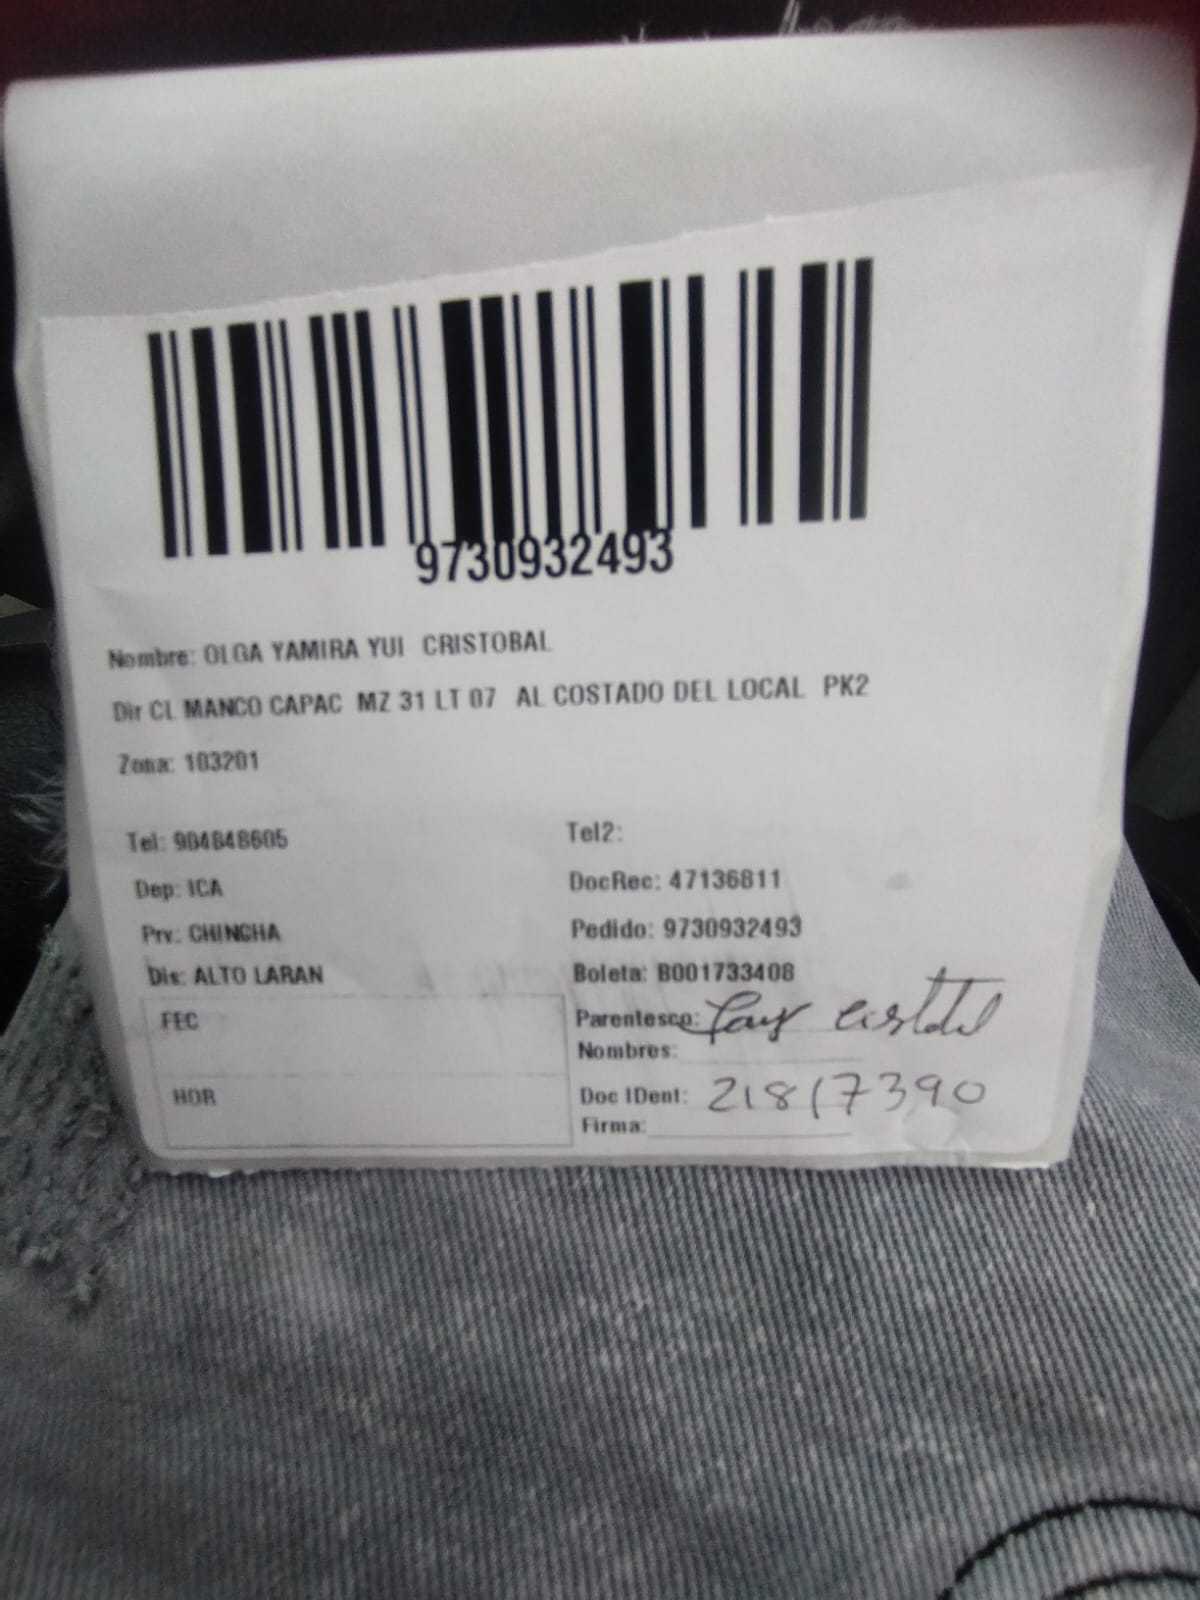 9730932493
Nombre: OLGA YAMIRA YUI CRISTOBAL
Dir CL MANCO CAPAC MZ 31 LT 07 AL COSTADO DEL LOCAL PK2
Zona: 103201
Tel: 904848605
Tel2:
Dep: ICA
DocRec: 47136811
Prv: CHINCHA
Pedido: 9730932493
Dis: ALTO LARAN
Boleta: B001733408
FEC
Parentesco:
Nombres:
HOR
Doc IDent: 21817390
Firma: